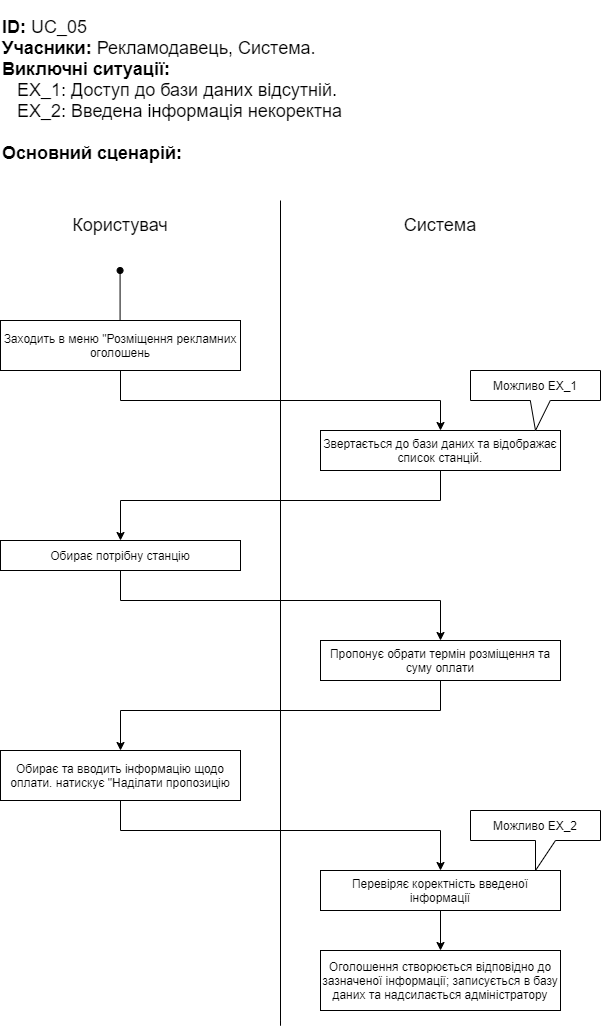 ID: UC_05
Учасники: Рекламодавець, Система.
Виключні ситуації:
EX_1: Доступ до бази даних відсутній.
EX_2: Введена інформація некоректна
Основний сценарій:
Користувач
Система
Заходить в меню "Розміщення рекламних
оголошень
Можливо EX_1
Звертається до бази даних та відображає
список станцій.
Обирає потрібну станцію
Пропонує обрати термін розміщення та
суму оплати
Обирає та вводить інформацію щодо
оплати. натискує "Наділати пропозицію
Можливо EX_2
Перевіряє коректність введеної
інформації
Оголошення створюється відповідно до
зазначеної інформації; записується в базу
даних та надсилається адміністратору